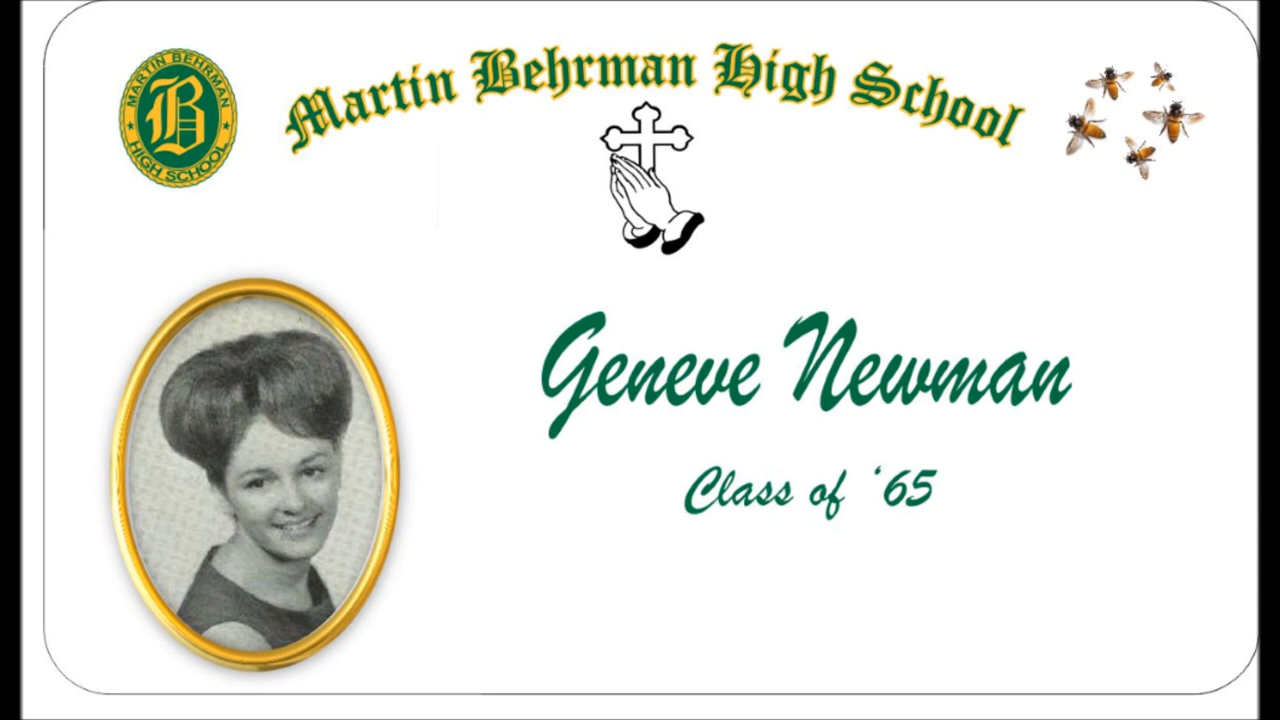 Martin Behrman High School
MARTIN BEHRMAN
B
HIGH SCHOOL
Geneve Newman
Class of ‘65